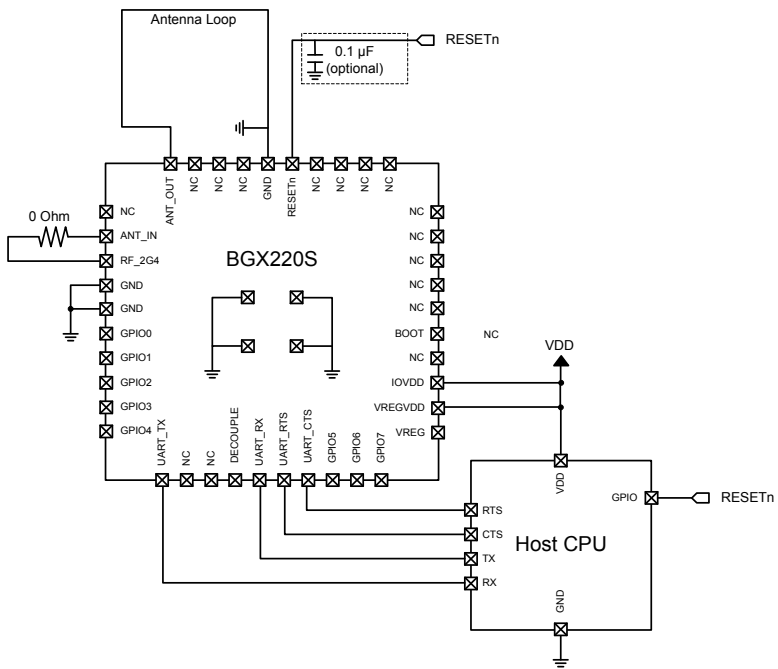 Antenna Loop
0.1 µF
(optional)
RESETn
ANT_OUT
NC
NC
NC
GND
RESETn
NC
NC
NC
NC
NC
ANT_IN
RF_2G4
GND
GND
GPIO0
GPIO1
GPIO2
GPIO3
GPIO4
0 Ohm
BGX220S
NC
NC
NC
NC
NC
BOOT
NC
IOVDD
VREGVDD
VREG
NC
VDD
UART_TX
NC
NC
DECOUPLE
UART_RX
UART_RTS
UART_CTS
GPIO5
GPIO6
GPIO7
VDD
GPIO
RESETn
RTS
CTS
TX
RX
Host CPU
GND